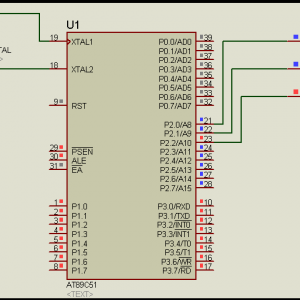 U1
19 XTAL1 P0.0/AD0 39
P0.1/AD1 38
TAL P0.2/AD2 37
18 XTAL2 P0.3/AD3 36
P0.4/AD4 35
P0.5/AD5 34
P0.6/AD6 33
9 RST P0.7/AD7 32
P2.0/A8 21
P2.1/A9 22
P2.2/A10 23
29 PSEN P2.3/A11 24
30 ALE P2.4/A12 25
31 EA P2.5/A13 26
P2.6/A14 27
P2.7/A15 28
1 P1.0 P3.0/RXD 10
2 P1.1 P3.1/TXD 11
3 P1.2 P3.2/INT0 12
4 P1.3 P3.3/INT1 13
5 P1.4 P3.4/T0 14
6 P1.5 P3.5/T1 15
7 P1.6 P3.6/WR 16
8 P1.7 P3.7/RD 17
AT89C51
<TEXT>